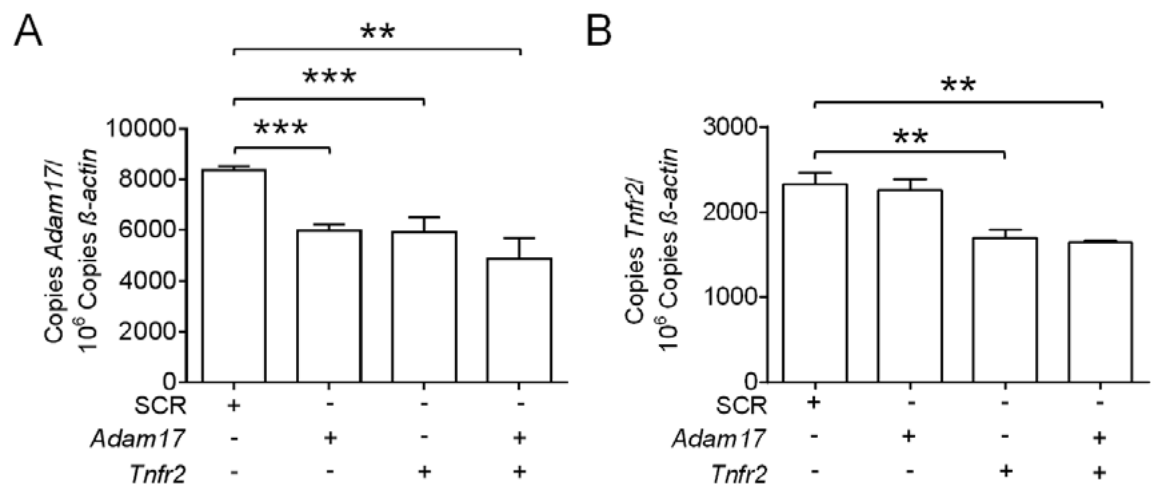 A
**
***
***
10000
8000
6000
4000
2000
0
Copies Adam17/
10⁶ Copies ß-actin
SCR + - - -
Adam17 - + - +
Tnfr2 - - + +
B
**
**
3000
2000
1000
0
Copies Tnfr2/
10⁶ Copies ß-actin
SCR + - - -
Adam17 - + - +
Tnfr2 - - + +